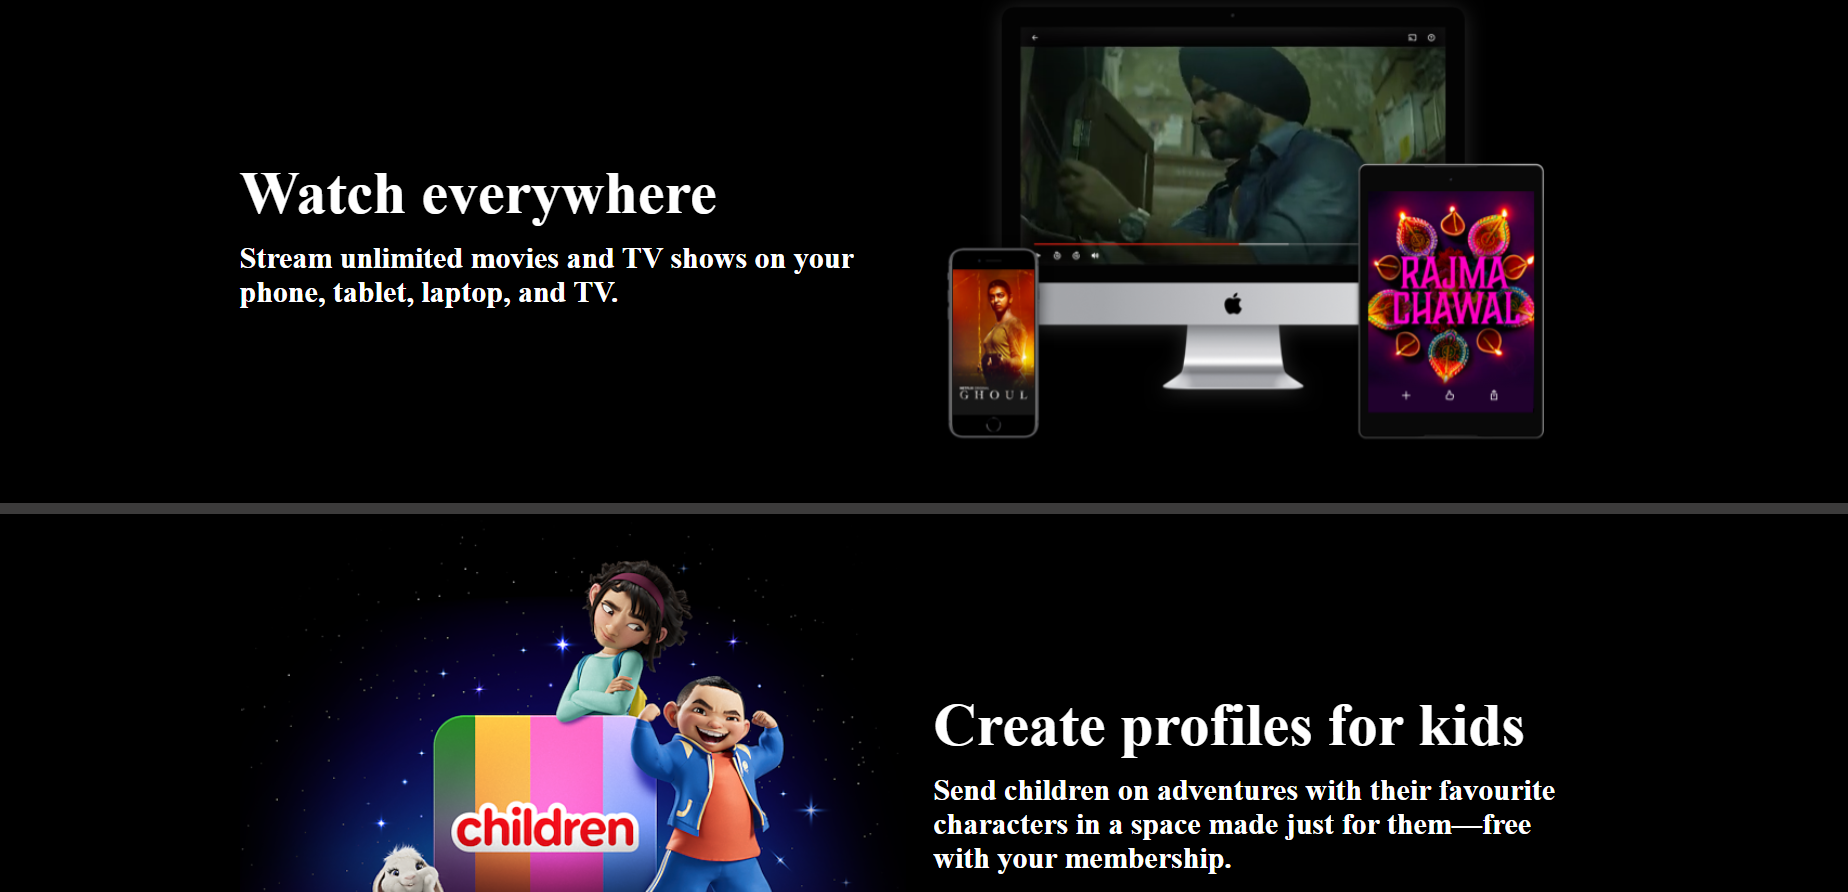 Watch everywhere
Stream unlimited movies and TV shows on your
phone, tablet, laptop, and TV.
RAJMA
CHAWAL
GHOUL
children
Create profiles for kids
Send children on adventures with their favourite
characters in a space made just for them—free
with your membership.